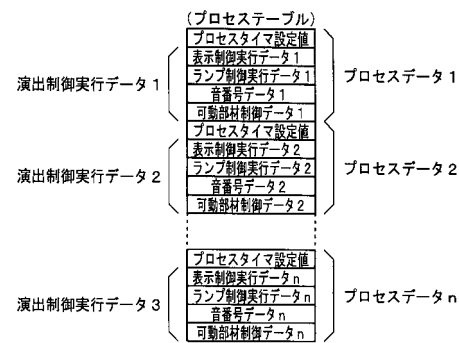 (プロセステーブル)
プロセスタイマ設定値
表示制御実行データ1
ランプ制御実行データ1
音番号データ1
可動部材制御データ1
演出制御実行データ1
プロセスデータ1
プロセスタイマ設定値
表示制御実行データ2
ランプ制御実行データ2
音番号データ2
可動部材制御データ2
演出制御実行データ2
プロセスデータ2
プロセスタイマ設定値
表示制御実行データn
ランプ制御実行データn
音番号データn
可動部材制御データn
演出制御実行データ3
プロセスデータn